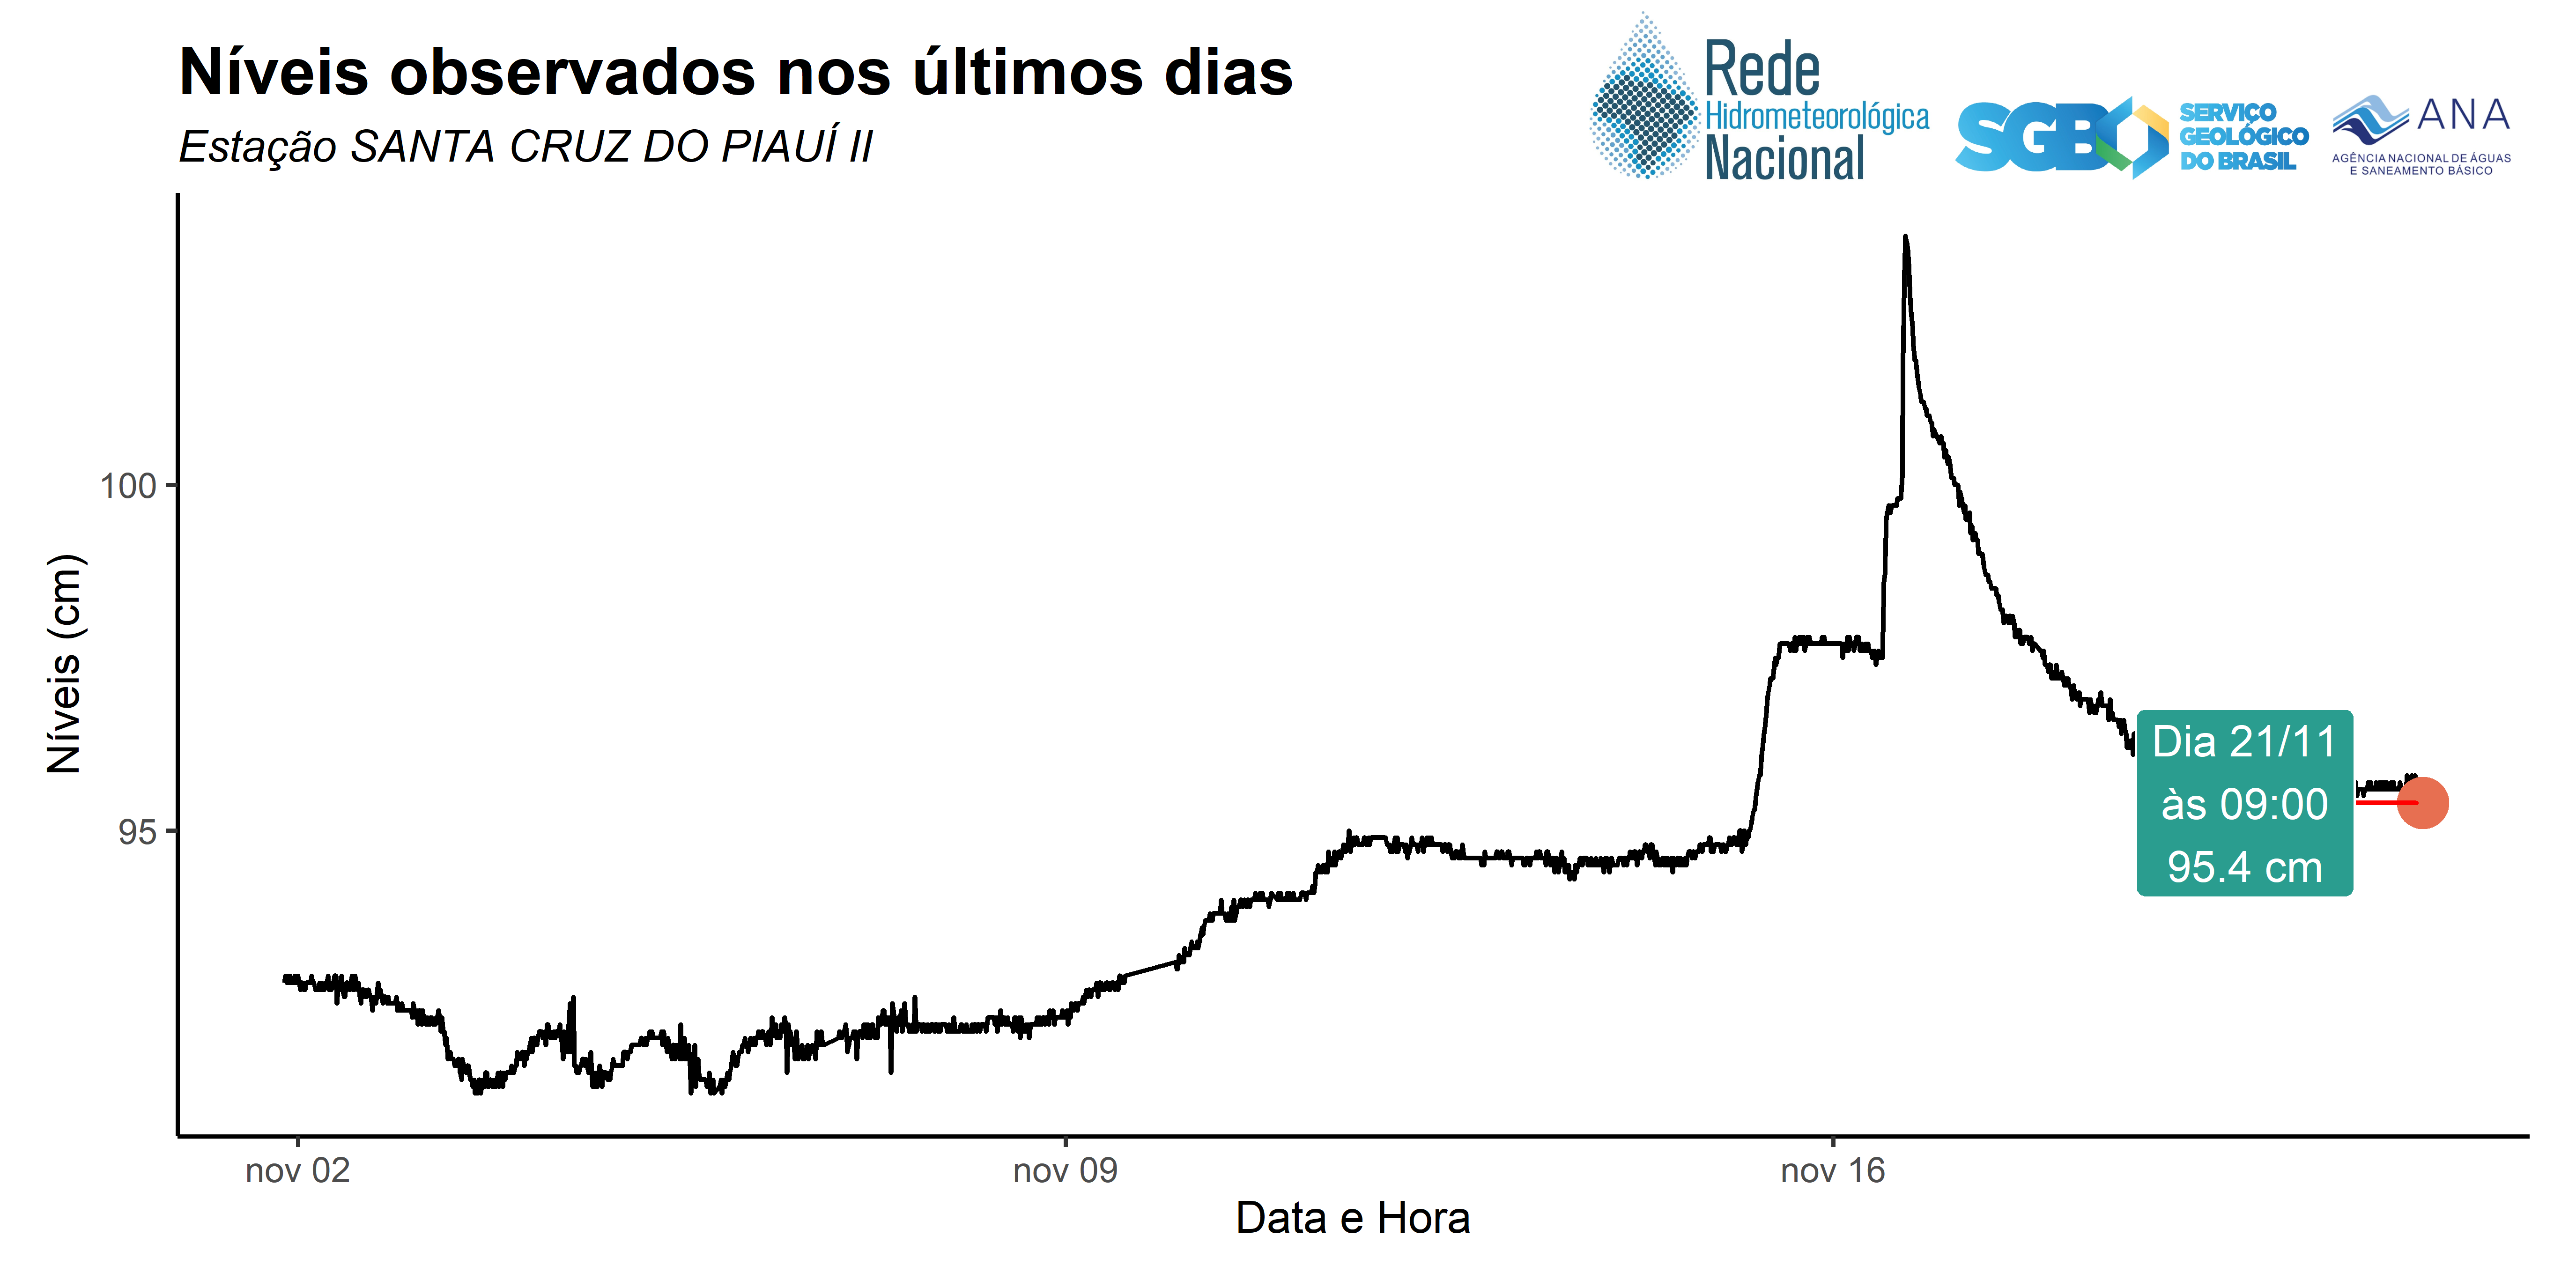 Níveis observados nos últimos dias
Estação SANTA CRUZ DO PIAUÍ II
Rede
Hidrometeorológica
Nacional
SGB
SERVIÇO
GEOLÓGICO
DO BRASIL
ANA
AGÊNCIA NACIONAL DE ÁGUAS
E SANEAMENTO BÁSICO
Níveis (cm)
100
95
Dia 21/11
às 09:00
95.4 cm
nov 02
nov 09
nov 16
Data e Hora